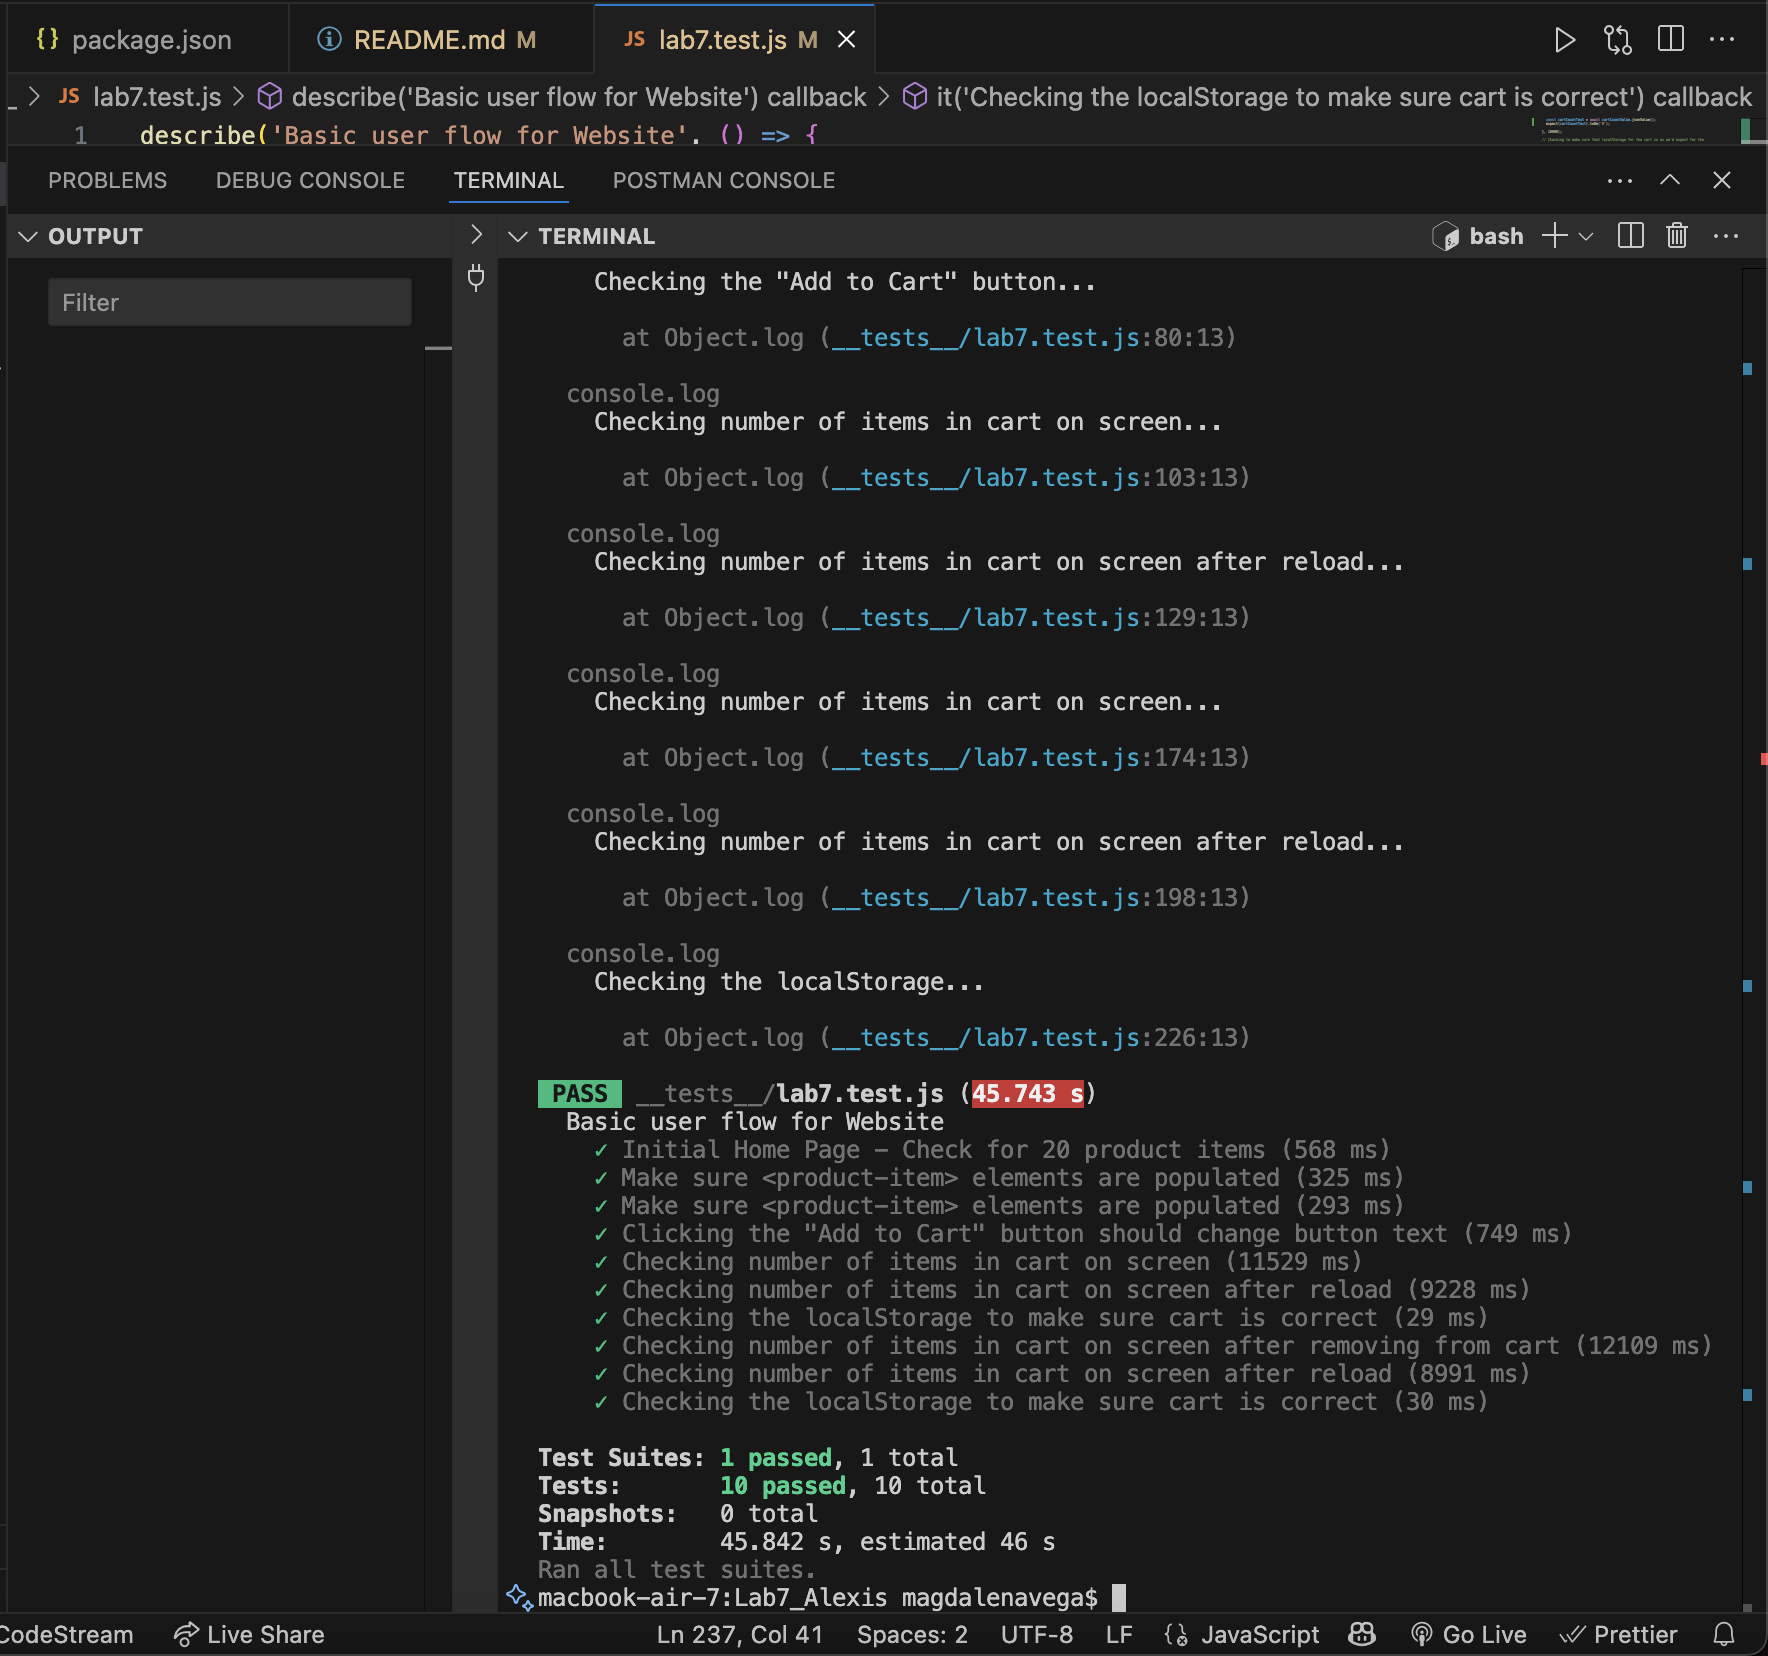 {} package.json
README.md M
JS lab7.test.js M
_ > JS lab7.test.js > describe('Basic user flow for Website') callback > it('Checking the localStorage to make sure cart is correct') callback
1 describe('Basic user flow for Website', () => {
PROBLEMS DEBUG CONSOLE TERMINAL POSTMAN CONSOLE
OUTPUT
Filter
TERMINAL
bash
Checking the "Add to Cart" button...
at Object.log (__tests__/lab7.test.js:80:13)
console.log
Checking number of items in cart on screen...
at Object.log (__tests__/lab7.test.js:103:13)
console.log
Checking number of items in cart on screen after reload...
at Object.log (__tests__/lab7.test.js:129:13)
console.log
Checking number of items in cart on screen...
at Object.log (__tests__/lab7.test.js:174:13)
console.log
Checking number of items in cart on screen after reload...
at Object.log (__tests__/lab7.test.js:198:13)
console.log
Checking the localStorage...
at Object.log (__tests__/lab7.test.js:226:13)
PASS __tests__/lab7.test.js (45.743 s)
Basic user flow for Website
✓ Initial Home Page – Check for 20 product items (568 ms)
✓ Make sure <product-item> elements are populated (325 ms)
✓ Make sure <product-item> elements are populated (293 ms)
✓ Clicking the "Add to Cart" button should change button text (749 ms)
✓ Checking number of items in cart on screen (11529 ms)
✓ Checking number of items in cart on screen after reload (9228 ms)
✓ Checking the localStorage to make sure cart is correct (29 ms)
✓ Checking number of items in cart on screen after removing from cart (12109 ms)
✓ Checking number of items in cart on screen after reload (8991 ms)
✓ Checking the localStorage to make sure cart is correct (30 ms)
Test Suites: 1 passed, 1 total
Tests: 10 passed, 10 total
Snapshots: 0 total
Time: 45.842 s, estimated 46 s
Ran all test suites.
macbook-air-7:Lab7_Alexis magdalenavega$
CodeStream Live Share Ln 237, Col 41 Spaces: 2 UTF-8 LF JavaScript Go Live Prettier